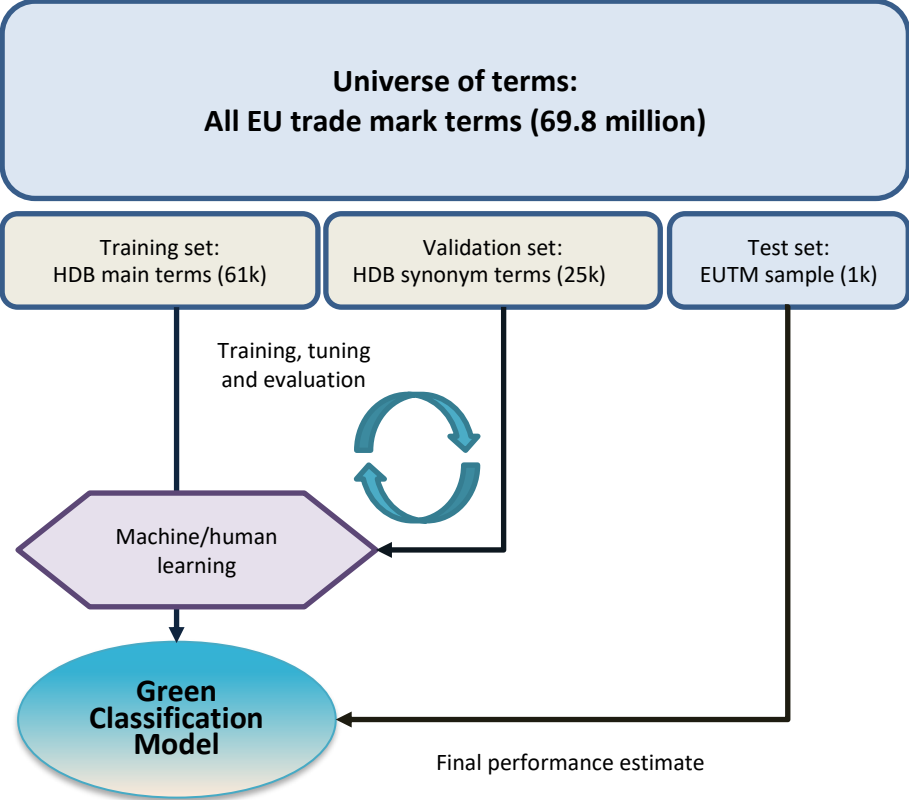 Universe of terms:
All EU trade mark terms (69.8 million)
Training set:
HDB main terms (61k)
Validation set:
HDB synonym terms (25k)
Test set:
EUTM sample (1k)
Training, tuning
and evaluation
Machine/human
learning
Green
Classification
Model
Final performance estimate